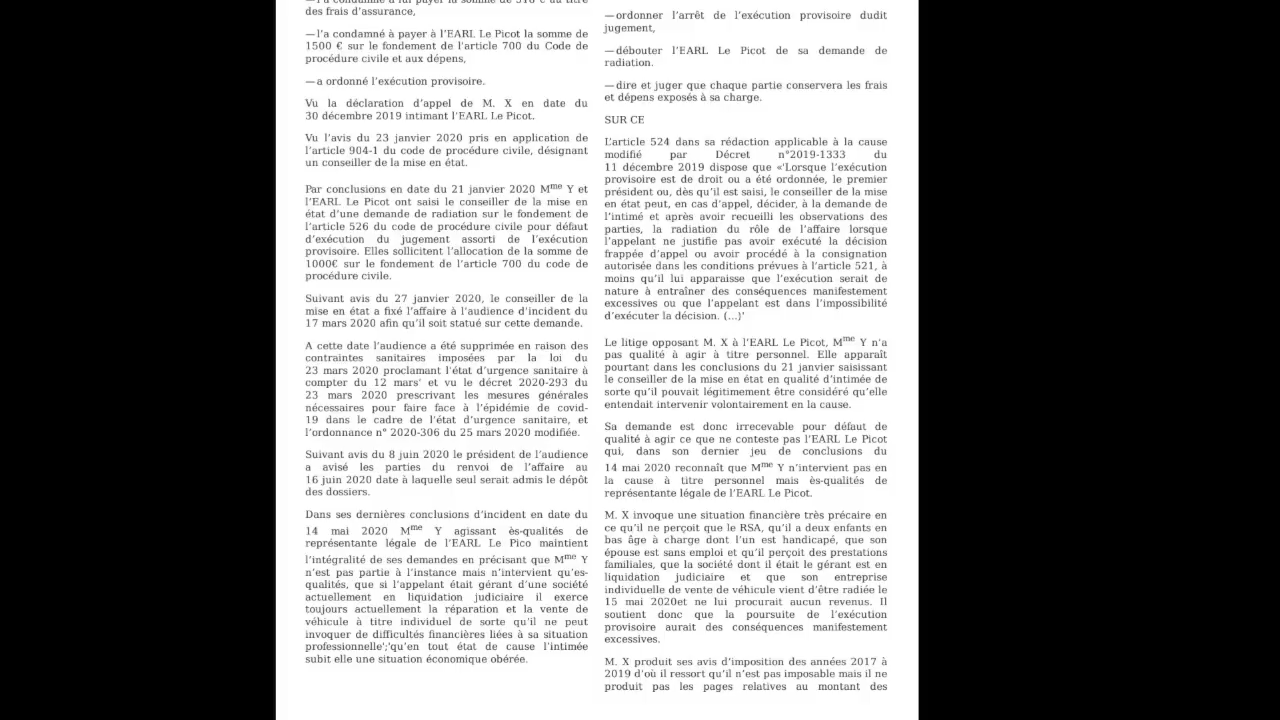 —l'a condamné à lui payer la somme de 516 € au titre
des frais d'assurance,
—l'a condamné à payer à l'EARL Le Picot la somme de
1500 € sur le fondement de l'article 700 du Code de
procédure civile et aux dépens,
—a ordonné l'exécution provisoire.
Vu la déclaration d'appel de M. X en date du
30 décembre 2019 intimant l'EARL Le Picot.
Vu l'avis du 23 janvier 2020 pris en application de
l'article 904-1 du code de procédure civile, désignant
un conseiller de la mise en état.
Par conclusions en date du 21 janvier 2020 Mme Y et
l'EARL Le Picot ont saisi le conseiller de la mise en
état d'une demande de radiation sur le fondement de
l'article 526 du code de procédure civile pour défaut
d'exécution du jugement assorti de l'exécution
provisoire. Elles sollicitent l'allocation de la somme de
1000€ sur le fondement de l'article 700 du code de
procédure civile.
Suivant avis du 27 janvier 2020, le conseiller de la
mise en état a fixé l'affaire à l'audience d'incident du
17 mars 2020 afin qu'il soit statué sur cette demande.
A cette date l'audience a été supprimée en raison des
contraintes sanitaires imposées par la loi du
23 mars 2020 proclamant l'état d'urgence sanitaire à
compter du 12 mars' et vu le décret 2020-293 du
23 mars 2020 prescrivant les mesures générales
nécessaires pour faire face à l'épidémie de covid-
19 dans le cadre de l'état d'urgence sanitaire, et
l'ordonnance n° 2020-306 du 25 mars 2020 modifiée.
Suivant avis du 8 juin 2020 le président de l'audience
a avisé les parties du renvoi de l'affaire au
16 juin 2020 date à laquelle seul serait admis le dépôt
des dossiers.
Dans ses dernières conclusions d'incident en date du
14 mai 2020 Mme Y agissant ès-qualités de
représentante légale de l'EARL Le Pico maintient
l'intégralité de ses demandes en précisant que Mme Y
n'est pas partie à l'instance mais n'intervient qu'es-
qualités, que si l'appelant était gérant d'une société
actuellement en liquidation judiciaire il exerce
toujours actuellement la réparation et la vente de
véhicule à titre individuel de sorte qu'il ne peut
invoquer de difficultés financières liées à sa situation
professionnelle';'qu'en tout état de cause l'intimée
subit elle une situation économique obérée.
—ordonner l'arrêt de l'exécution provisoire dudit
jugement,
—débouter l'EARL Le Picot de sa demande de
radiation.
—dire et juger que chaque partie conservera les frais
et dépens exposés à sa charge.
SUR CE
L'article 524 dans sa rédaction applicable à la cause
modifié par Décret n°2019-1333 du
11 décembre 2019 dispose que «'Lorsque l'exécution
provisoire est de droit ou a été ordonnée, le premier
président ou, dès qu'il est saisi, le conseiller de la mise
en état peut, en cas d'appel, décider, à la demande de
l'intimé et après avoir recueilli les observations des
parties, la radiation du rôle de l'affaire lorsque
l'appelant ne justifie pas avoir exécuté la décision
frappée d'appel ou avoir procédé à la consignation
autorisée dans les conditions prévues à l'article 521, à
moins qu'il lui apparaisse que l'exécution serait de
nature à entraîner des conséquences manifestement
excessives ou que l'appelant est dans l'impossibilité
d'exécuter la décision. (…)'
Le litige opposant M. X à l'EARL Le Picot, Mme Y n'a
pas qualité à agir à titre personnel. Elle apparaît
pourtant dans les conclusions du 21 janvier saisissant
le conseiller de la mise en état en qualité d'intimée de
sorte qu'il pouvait légitimement être considéré qu'elle
entendait intervenir volontairement en la cause.
Sa demande est donc irrecevable pour défaut de
qualité à agir ce que ne conteste pas l'EARL Le Picot
qui, dans son dernier jeu de conclusions du
14 mai 2020 reconnaît que Mme Y n'intervient pas en
la cause à titre personnel mais ès-qualités de
représentante légale de l'EARL Le Picot.
M. X invoque une situation financière très précaire en
ce qu'il ne perçoit que le RSA, qu'il a deux enfants en
bas âge à charge dont l'un est handicapé, que son
épouse est sans emploi et qu'il perçoit des prestations
familiales, que la société dont il était le gérant est en
liquidation judiciaire et que son entreprise
individuelle de vente de véhicule vient d'être radiée le
15 mai 2020et ne lui procurait aucun revenus. Il
soutient donc que la poursuite de l'exécution
provisoire aurait des conséquences manifestement
excessives.
M. X produit ses avis d'imposition des années 2017 à
2019 d'où il ressort qu'il n'est pas imposable mais il ne
produit pas les pages relatives au montant des